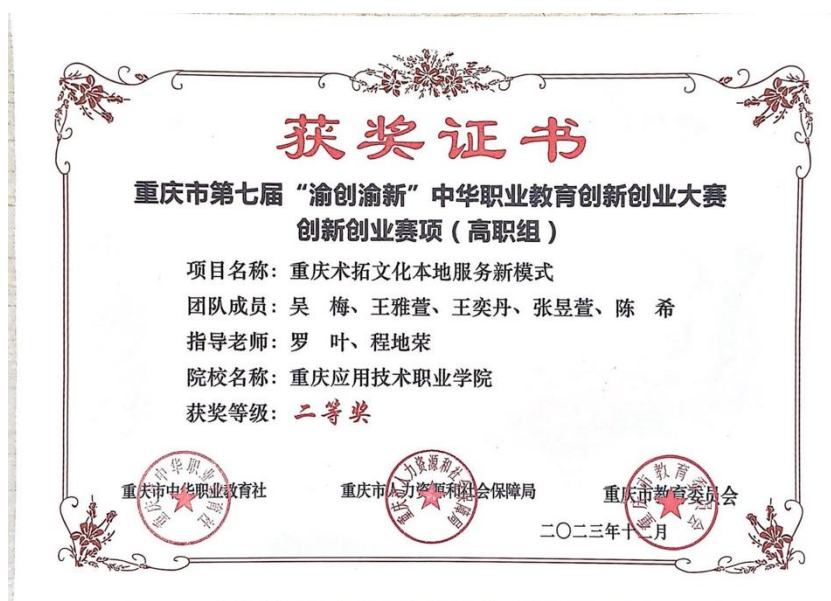 获奖证书
重庆市第七届“渝创渝新”中华职业教育创新创业大赛
创新创业赛项（高职组）
项目名称：重庆术拓文化本地服务新模式
团队成员：吴　梅、王雅萱、王奕丹、张昱萱、陈　希
指导老师：罗　叶、程地荣
院校名称：重庆应用技术职业学院
获奖等级：二等奖
重庆市中华职业教育社　重庆市人力资源和社会保障局　重庆市教育委员会
二〇二三年十二月